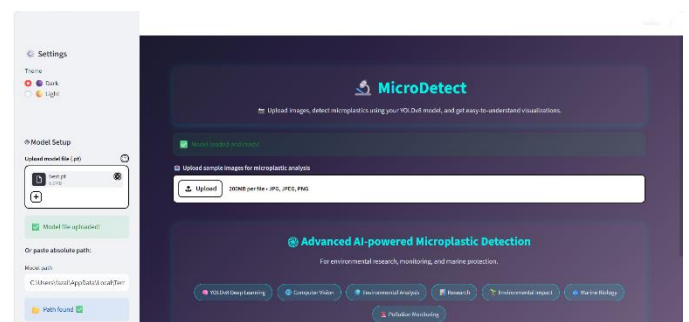 Settings
Theme
Dark
Light
Model Setup
Upload model file (.pt)
best.pt
Model file uploaded!
Or paste absolute path:
Model path
Path found
MicroDetect
Upload images, detect microplastics using your YOLOv8 model, and get easy-to-understand visualizations.
Model loaded and ready!
Upload sample images for microplastic analysis
Upload
200MB per file • JPG, JPEG, PNG
Advanced AI-powered Microplastic Detection
For environmental research, monitoring, and marine protection.
YOLOv8 Deep Learning
Computer Vision
Environmental Analysis
Research
Environmental Impact
Marine Biology
Pollution Monitoring